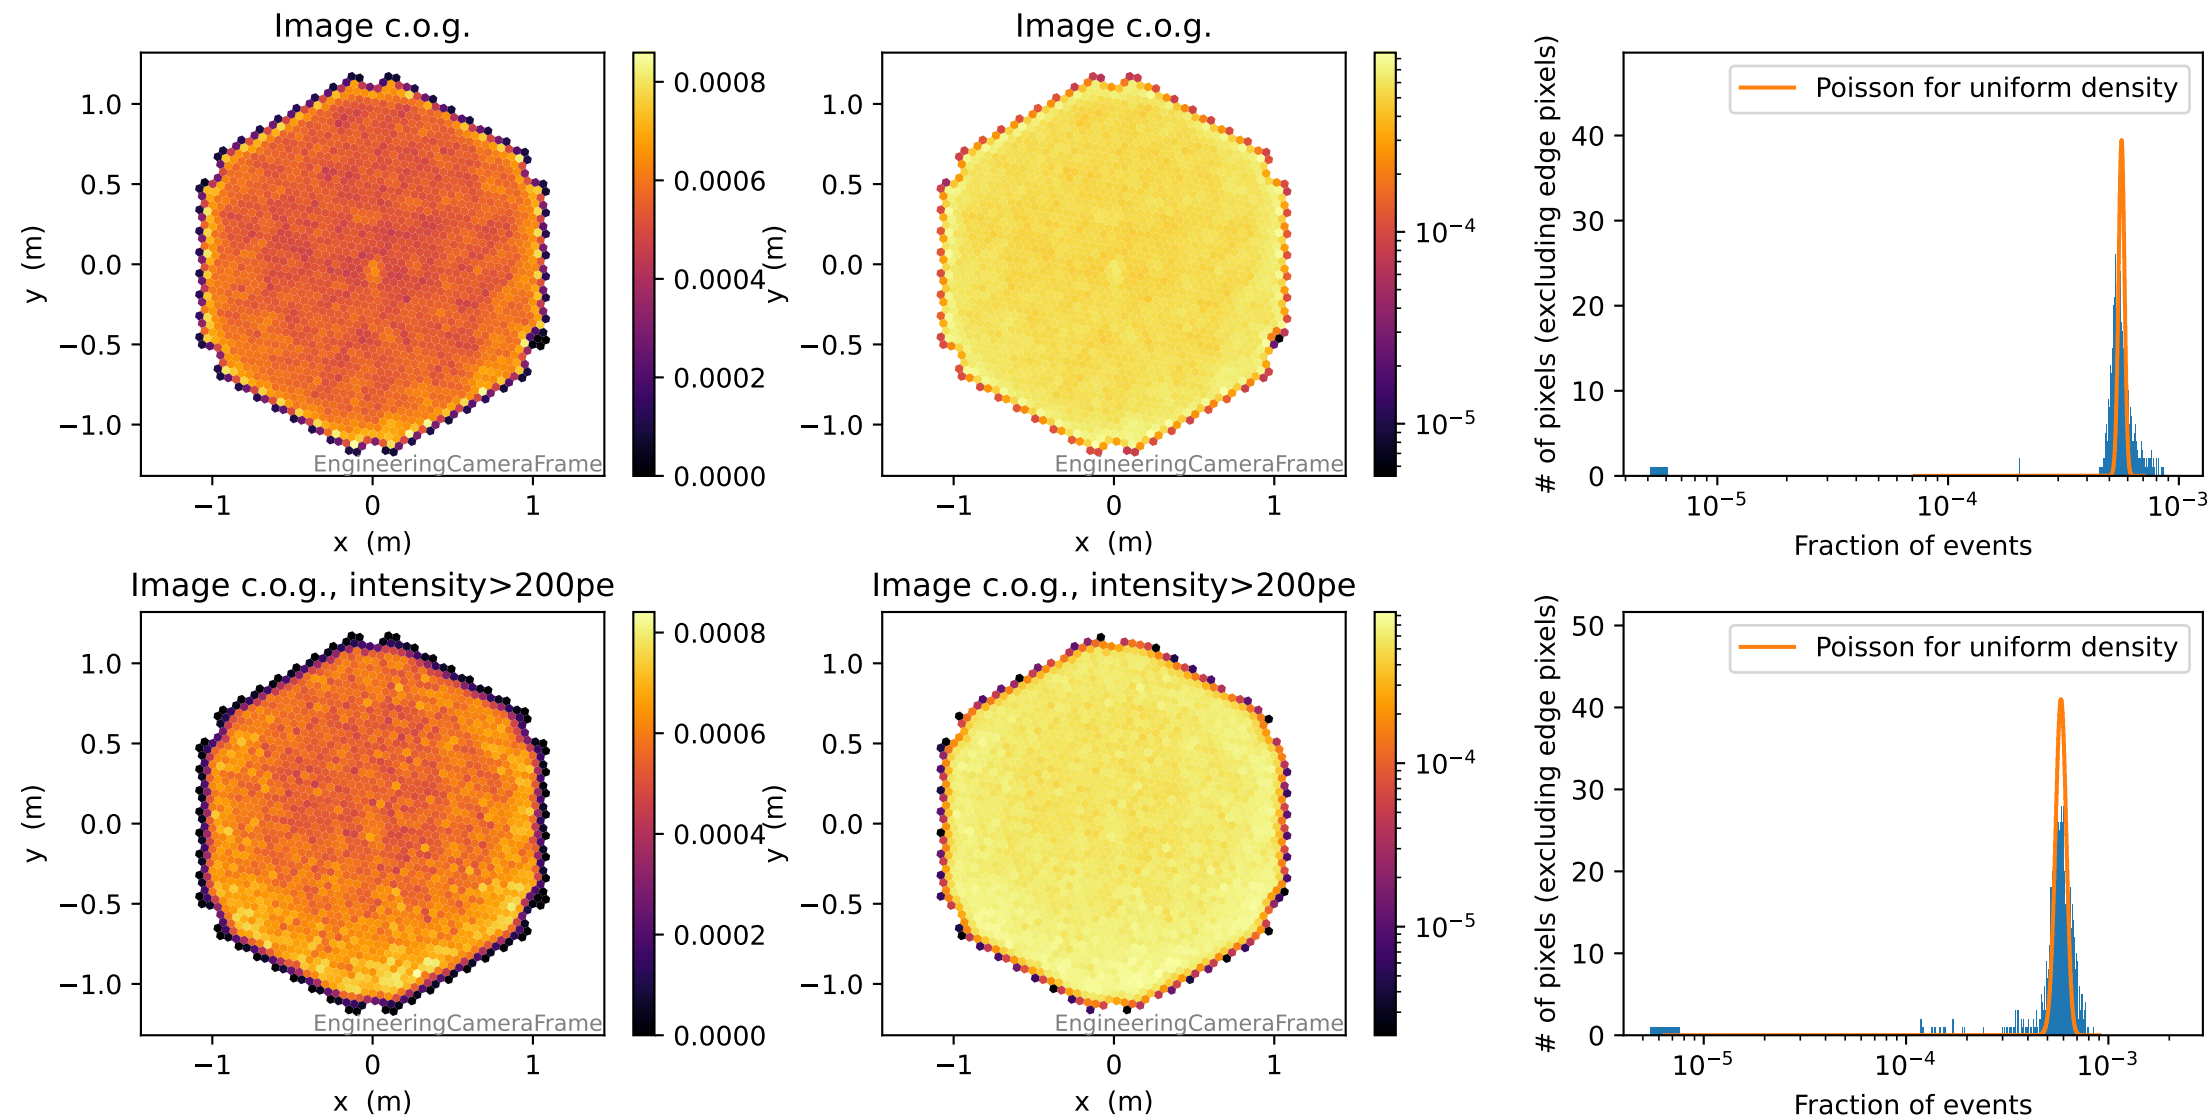 Image c.o.g.
y (m)
1.0
0.5
0.0
−0.5
−1.0
−1 0 1
x (m)
EngineeringCameraFrame
0.0008
0.0006
0.0004
0.0002
0.0000
Image c.o.g.
y (m)
1.0
0.5
0.0
−0.5
−1.0
−1 0 1
x (m)
EngineeringCameraFrame
10⁻⁴
10⁻⁵
# of pixels (excluding edge pixels)
40
30
20
10
0
Poisson for uniform density
10⁻⁵ 10⁻⁴ 10⁻³
Fraction of events
Image c.o.g., intensity>200pe
y (m)
1.0
0.5
0.0
−0.5
−1.0
−1 0 1
x (m)
EngineeringCameraFrame
0.0008
0.0006
0.0004
0.0002
0.0000
Image c.o.g., intensity>200pe
y (m)
1.0
0.5
0.0
−0.5
−1.0
−1 0 1
x (m)
EngineeringCameraFrame
10⁻⁴
10⁻⁵
# of pixels (excluding edge pixels)
50
40
30
20
10
0
Poisson for uniform density
10⁻⁵ 10⁻⁴ 10⁻³
Fraction of events